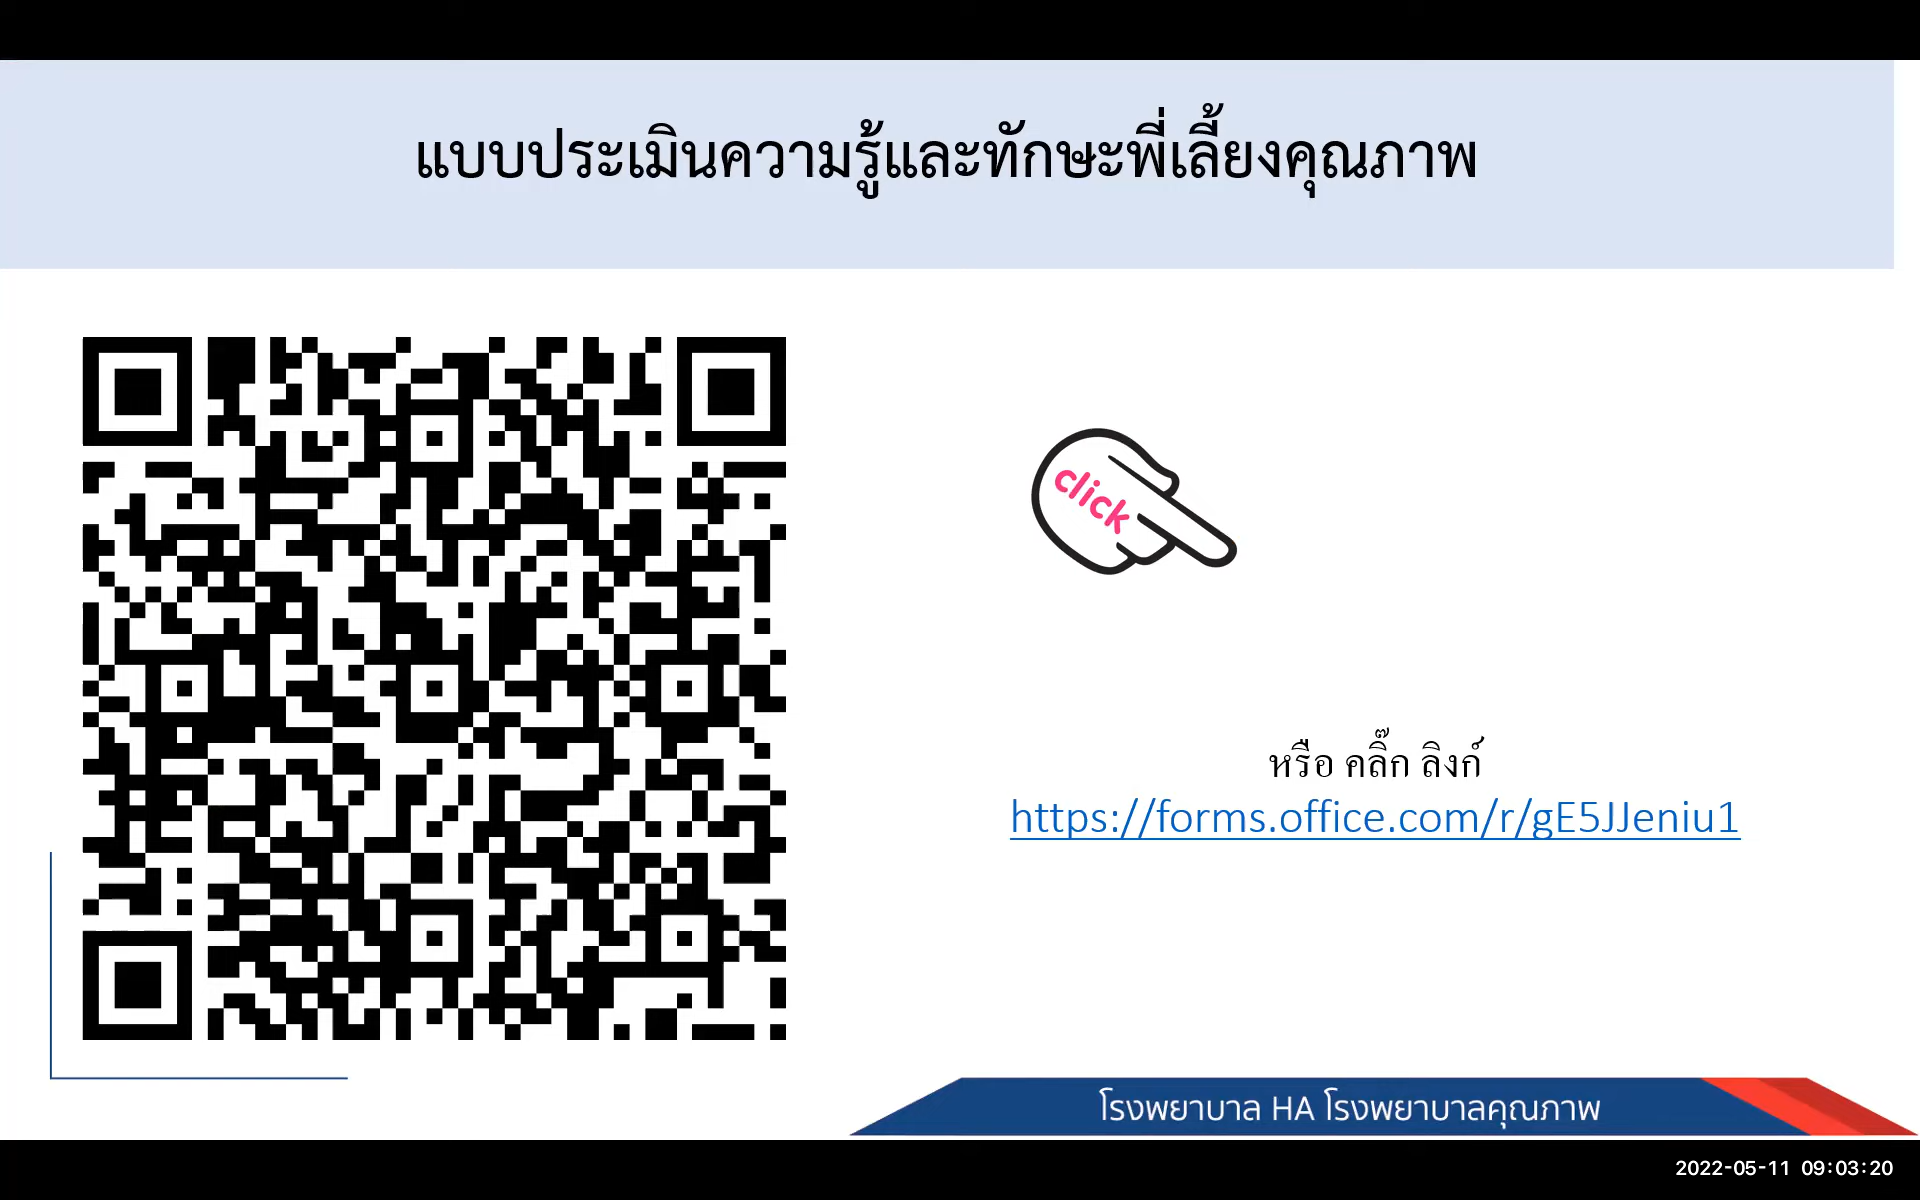 แบบประเมินความรู้และทักษะพี่เลี้ยงคุณภาพ
click
หรือ คลิ๊ก ลิงก์
https://forms.office.com/r/gE5JJeniu1
โรงพยาบาล HA โรงพยาบาลคุณภาพ
2022-05-11 09:03:20